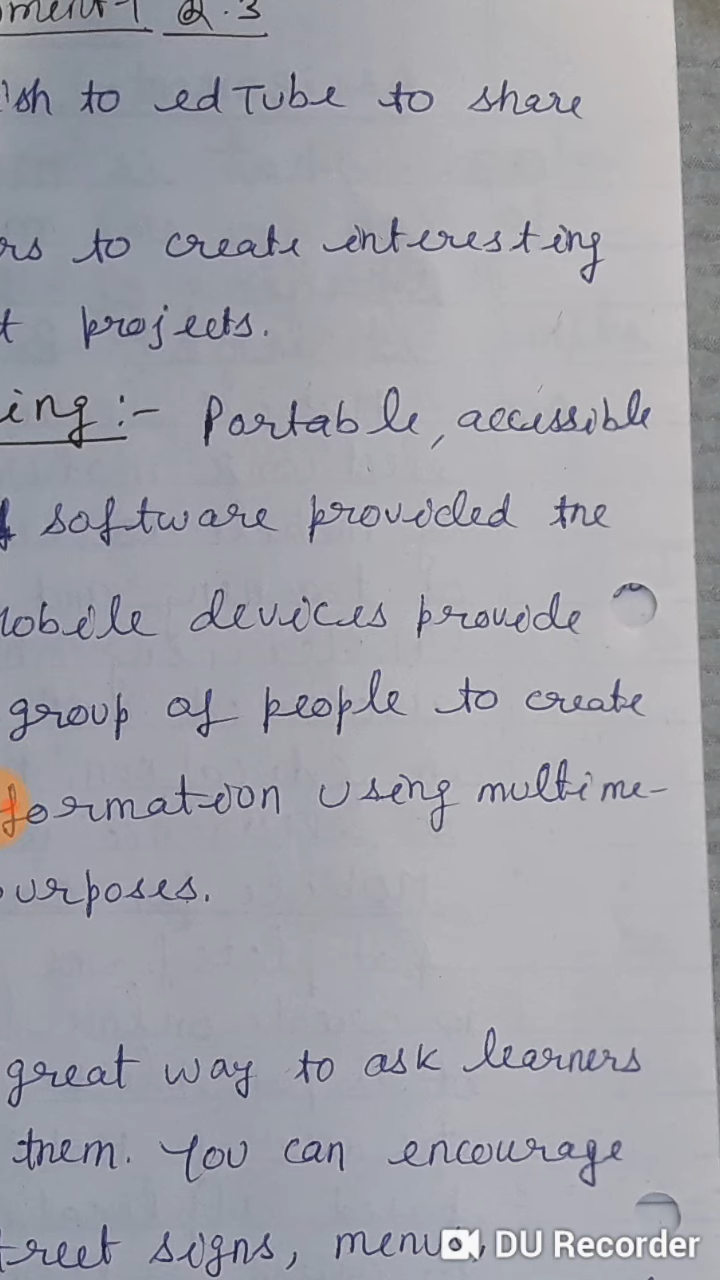 ment-1 Q.3
ish to edTube to share
rs to create interesting
t projects.
ing:- Portable, accessible
software provided the
obile devices provide
group of people to create
formation using multime-
urposes.
great way to ask learners
them. You can encourage
treet signs, menus,
DU Recorder